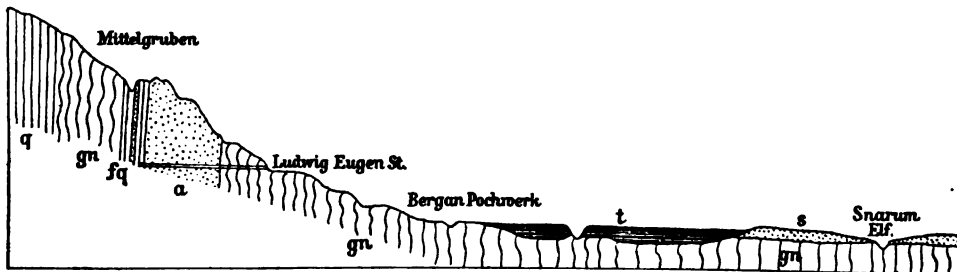 Mittelgruben
q
gn
fq
a
Ludwig Eugen St.
gn
Bergan Pochwerk
t
s
Snarum
Elf.
gn